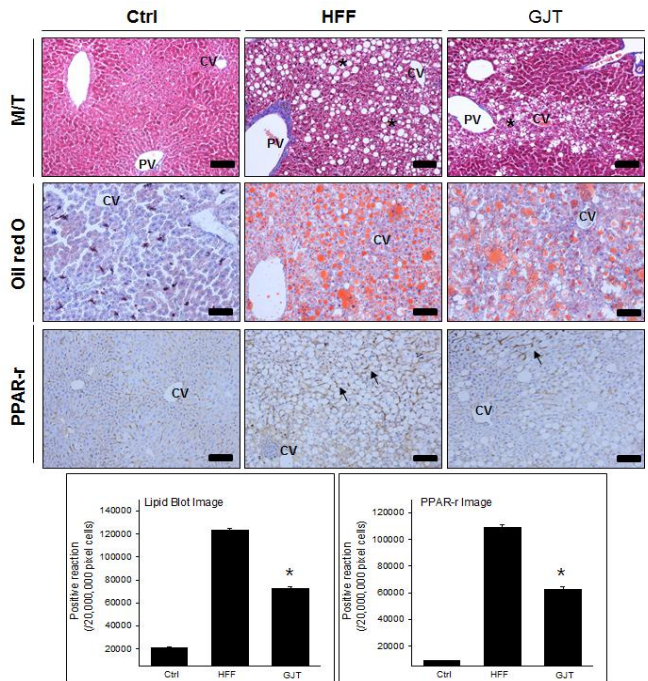 Ctrl HFF GJT
M/T
CV
PV
*
CV
*
PV
CV
PV
*
Oil red O
CV
CV
CV
PPAR-r
CV
CV
CV
Lipid Blot Image
Positive reaction
(/20,000,000 pixel cells)
140000
120000
100000
80000
60000
40000
20000
*
Ctrl HFF GJT
PPAR-r Image
Positive reaction
(/20,000,000 pixel cells)
120000
100000
80000
60000
40000
20000
*
Ctrl HFF GJT